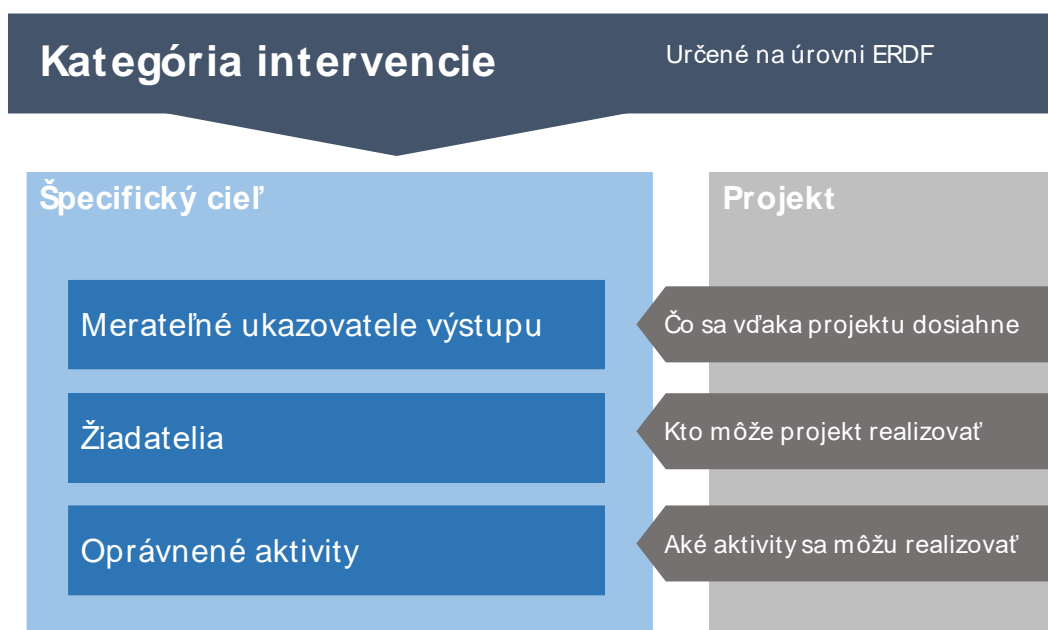 Kategória intervencie
Určené na úrovni ERDF
Špecifický cieľ
Projekt
Merateľné ukazovatele výstupu
Čo sa vďaka projektu dosiahne
Žiadatelia
Kto môže projekt realizovať
Oprávnené aktivity
Aké aktivity sa môžu realizovať